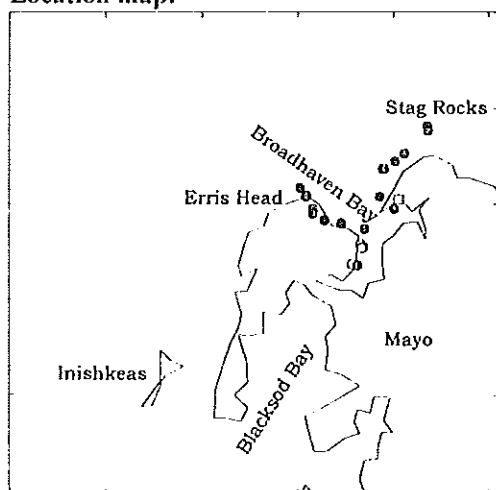 Location map.
Stag Rocks
Broadhaven Bay
Erris Head
Mayo
Inishkeas
Blacksod Bay